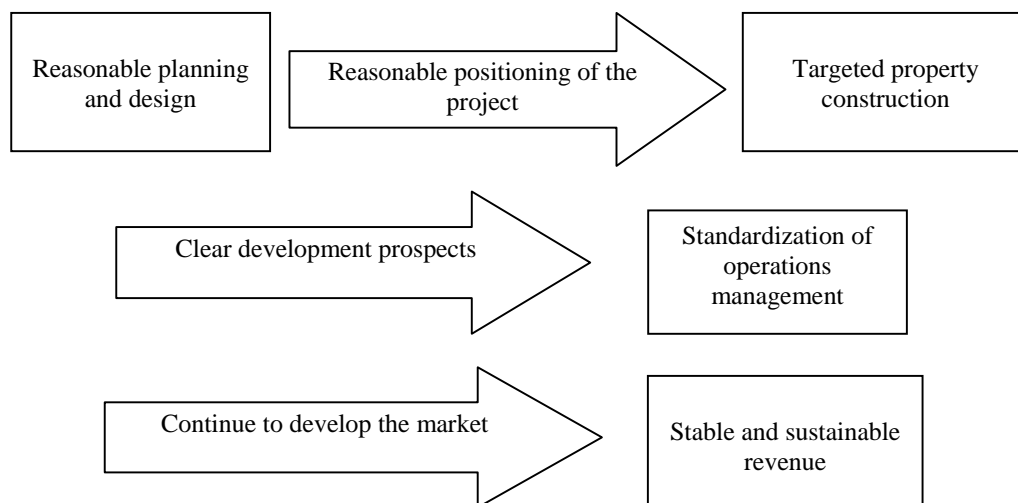 Reasonable planning
and design
Reasonable positioning of the
project
Targeted property
construction
Clear development prospects
Standardization of
operations
management
Continue to develop the market
Stable and sustainable
revenue